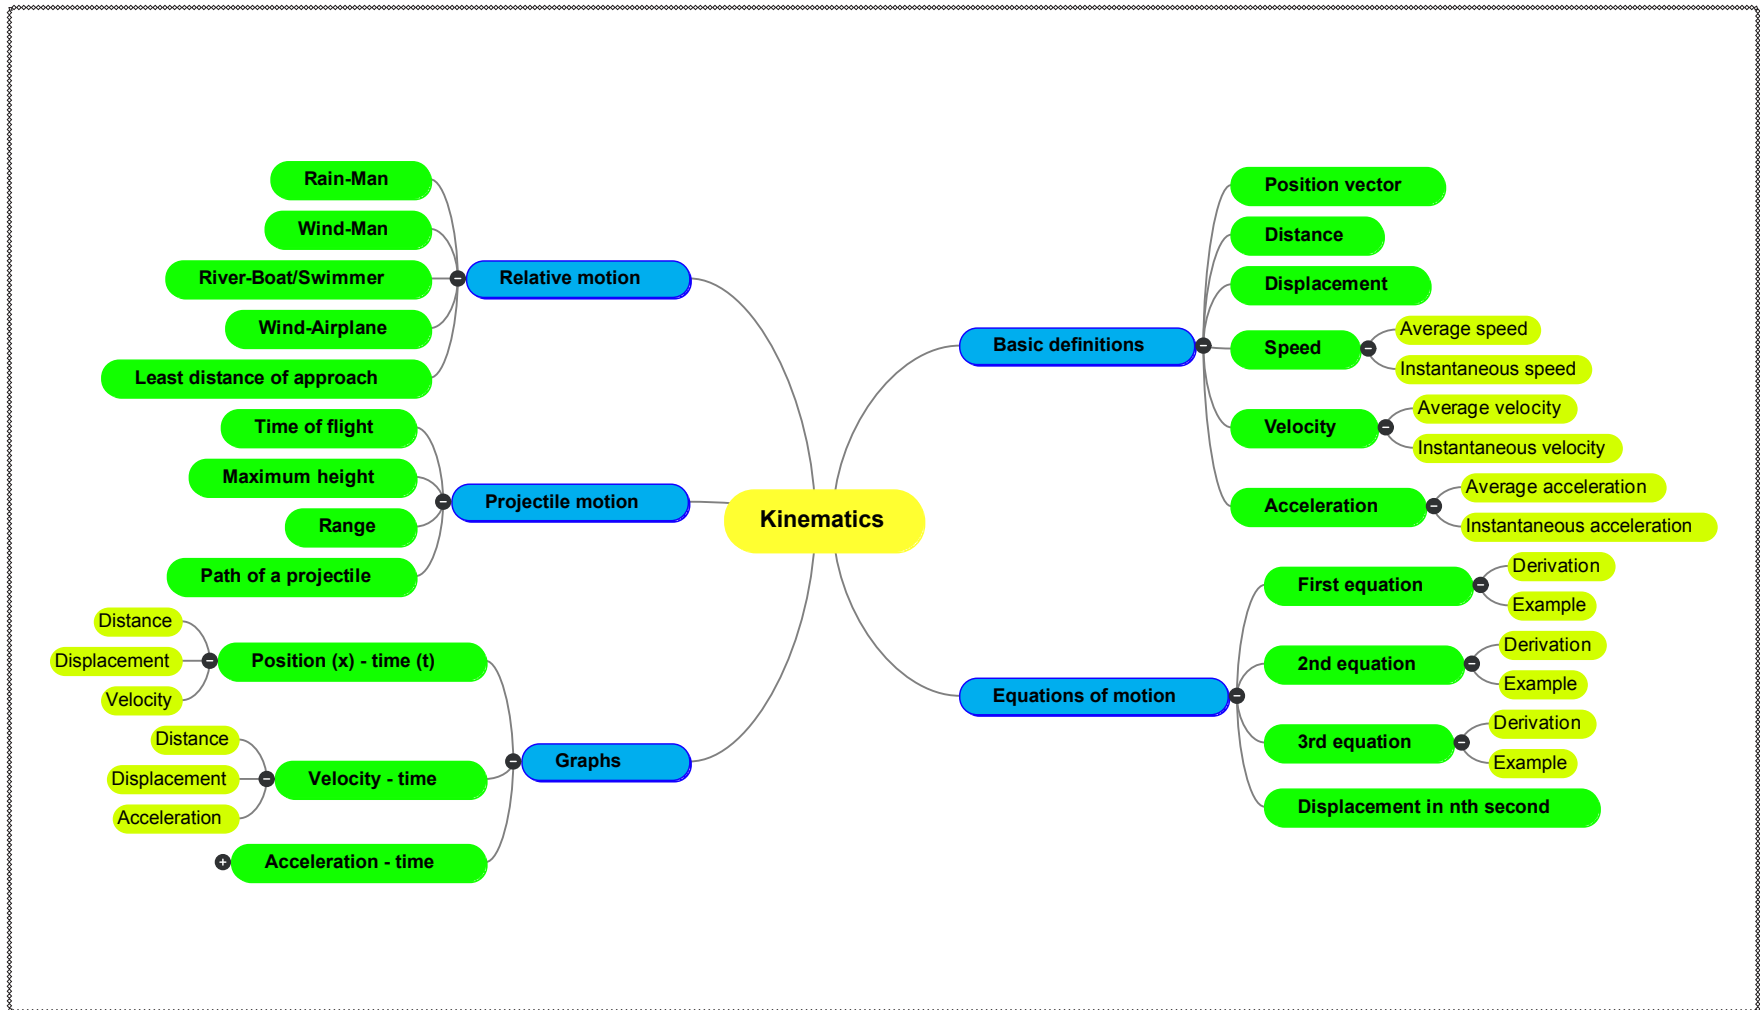 Kinematics
Basic definitions
Position vector
Distance
Displacement
Speed
Average speed
Instantaneous speed
Velocity
Average velocity
Instantaneous velocity
Acceleration
Average acceleration
Instantaneous acceleration
Equations of motion
First equation
Derivation
Example
2nd equation
Derivation
Example
3rd equation
Derivation
Example
Displacement in nth second
Relative motion
Rain-Man
Wind-Man
River-Boat/Swimmer
Wind-Airplane
Least distance of approach
Projectile motion
Time of flight
Maximum height
Range
Path of a projectile
Graphs
Position (x) - time (t)
Distance
Displacement
Velocity
Velocity - time
Distance
Displacement
Acceleration
Acceleration - time